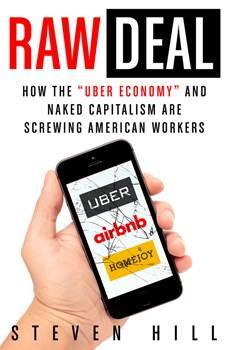 RAW DEAL
HOW THE “UBER ECONOMY” AND
NAKED CAPITALISM ARE
SCREWING AMERICAN WORKERS
UBER
airbnb
HOMEJOY
STEVEN HILL